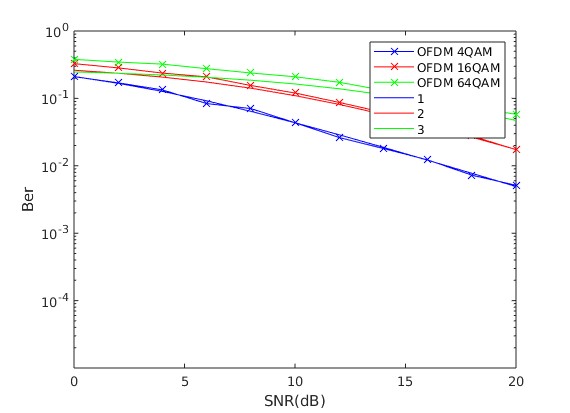 10^0
10^-1
10^-2
10^-3
10^-4
Ber
OFDM 4QAM
OFDM 16QAM
OFDM 64QAM
1
2
3
0 5 10 15 20
SNR(dB)